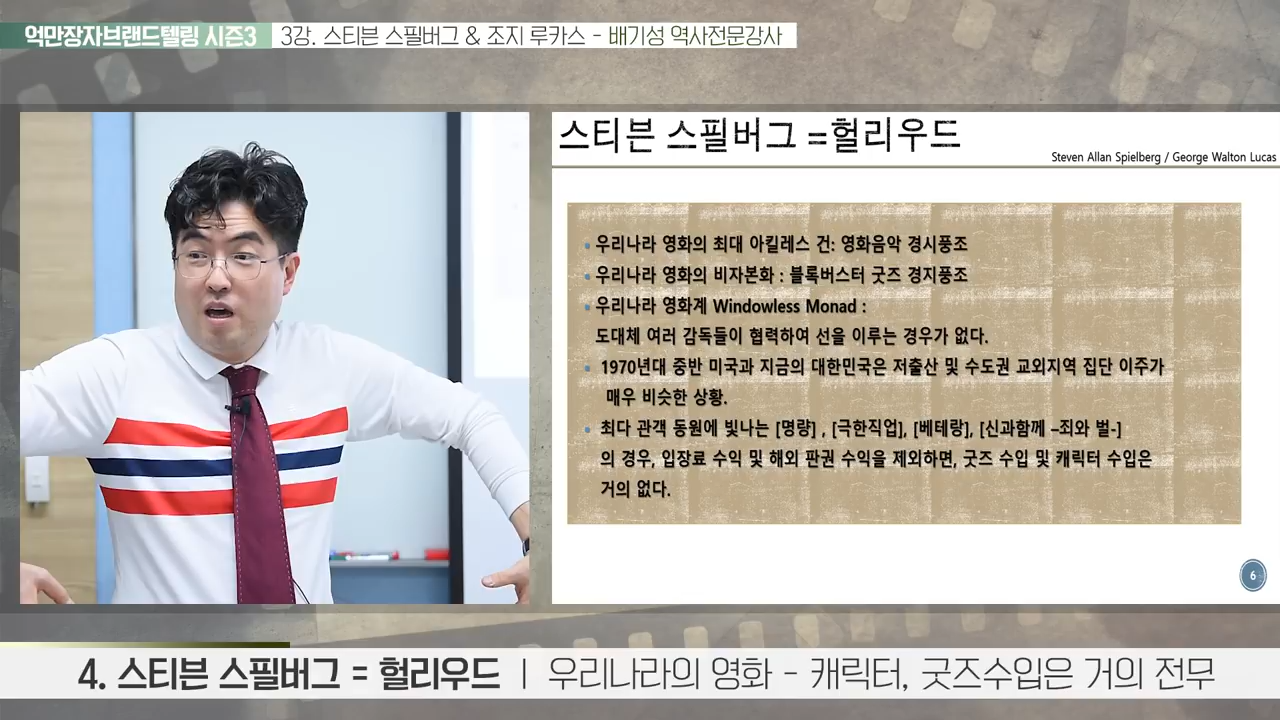 억만장자브랜드텔링 시즌3 3강. 스티븐 스필버그 & 조지 루카스 - 배기성 역사전문강사
스티븐 스필버그 =헐리우드
Steven Allan Spielberg / George Walton Lucas
우리나라 영화의 최대 아킬레스 건: 영화음악 경시풍조
우리나라 영화의 비자본화 : 블록버스터 굿즈 경지풍조
우리나라 영화계 Windowless Monad :
도대체 여러 감독들이 협력하여 선을 이루는 경우가 없다.
1970년대 중반 미국과 지금의 대한민국은 저출산 및 수도권 교외지역 집단 이주가
매우 비슷한 상황.
최다 관객 동원에 빛나는 [명량] , [극한직업], [베테랑], [신과함께 –죄와 벌-]
의 경우, 입장료 수익 및 해외 판권 수익을 제외하면, 굿즈 수입 및 캐릭터 수입은
거의 없다.
6
4. 스티븐 스필버그 = 헐리우드 ㅣ 우리나라의 영화 - 캐릭터, 굿즈수입은 거의 전무